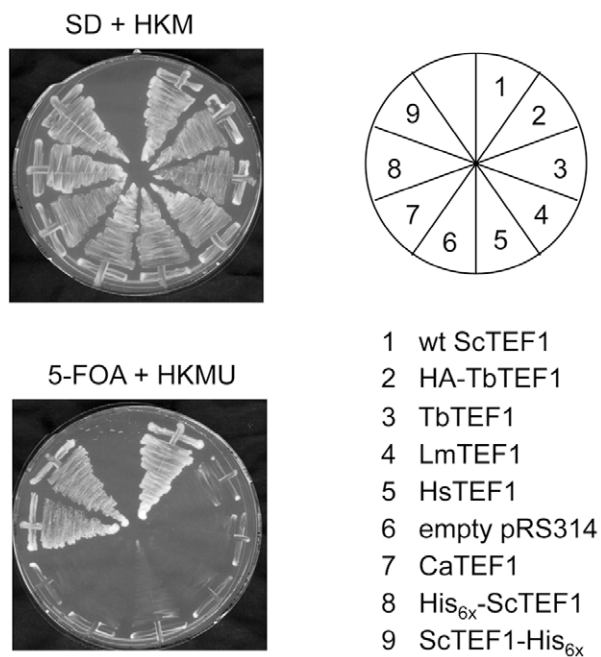 SD + HKM
1
2
3
4
5
6
7
8
9
5-FOA + HKMU
1 wt ScTEF1
2 HA-TbTEF1
3 TbTEF1
4 LmTEF1
5 HsTEF1
6 empty pRS314
7 CaTEF1
8 His6x-ScTEF1
9 ScTEF1-His6x